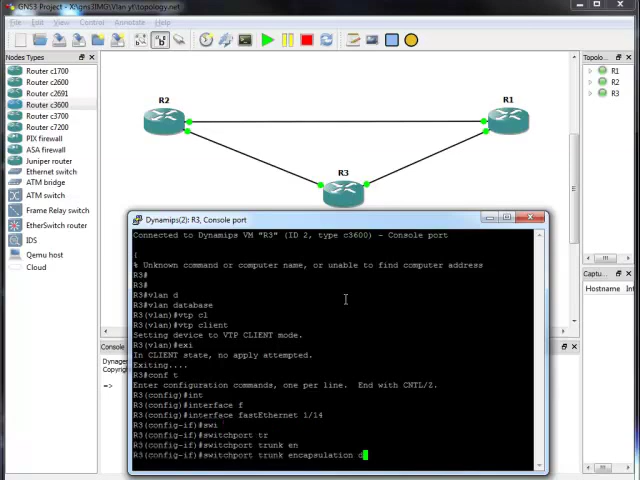 GNS3 Project - X:\gns3IMG\Vlan yt\topology.net
File Edit View Control Annotate Help
Nodes Types
Router c1700
Router c2600
Router c2691
Router c3600
Router c3700
Router c7200
PIX firewall
ASA firewall
Juniper router
Ethernet switch
ATM bridge
ATM switch
Frame Relay switch
EtherSwitch router
IDS
Qemu host
Cloud
R2
R1
R3
Topolo...
R1
R2
R3
Captu...
Hostname
Console
Dynage
Copyrig
=>
Dynamips(2): R3, Console port
Connected to Dynamips VM "R3" (ID 2, type c3600) - Console port
% Unknown command or computer name, or unable to find computer address
R3#
R3#
R3#vlan d
R3#vlan database
R3(vlan)#vtp cl
R3(vlan)#vtp client
Setting device to VTP CLIENT mode.
R3(vlan)#exi
In CLIENT state, no apply attempted.
Exiting....
R3#conf t
Enter configuration commands, one per line.  End with CNTL/Z.
R3(config)#int
R3(config)#interface f
R3(config)#interface fastEthernet 1/14
R3(config-if)#swi
R3(config-if)#switchport tr
R3(config-if)#switchport trunk en
R3(config-if)#switchport trunk encapsulation d